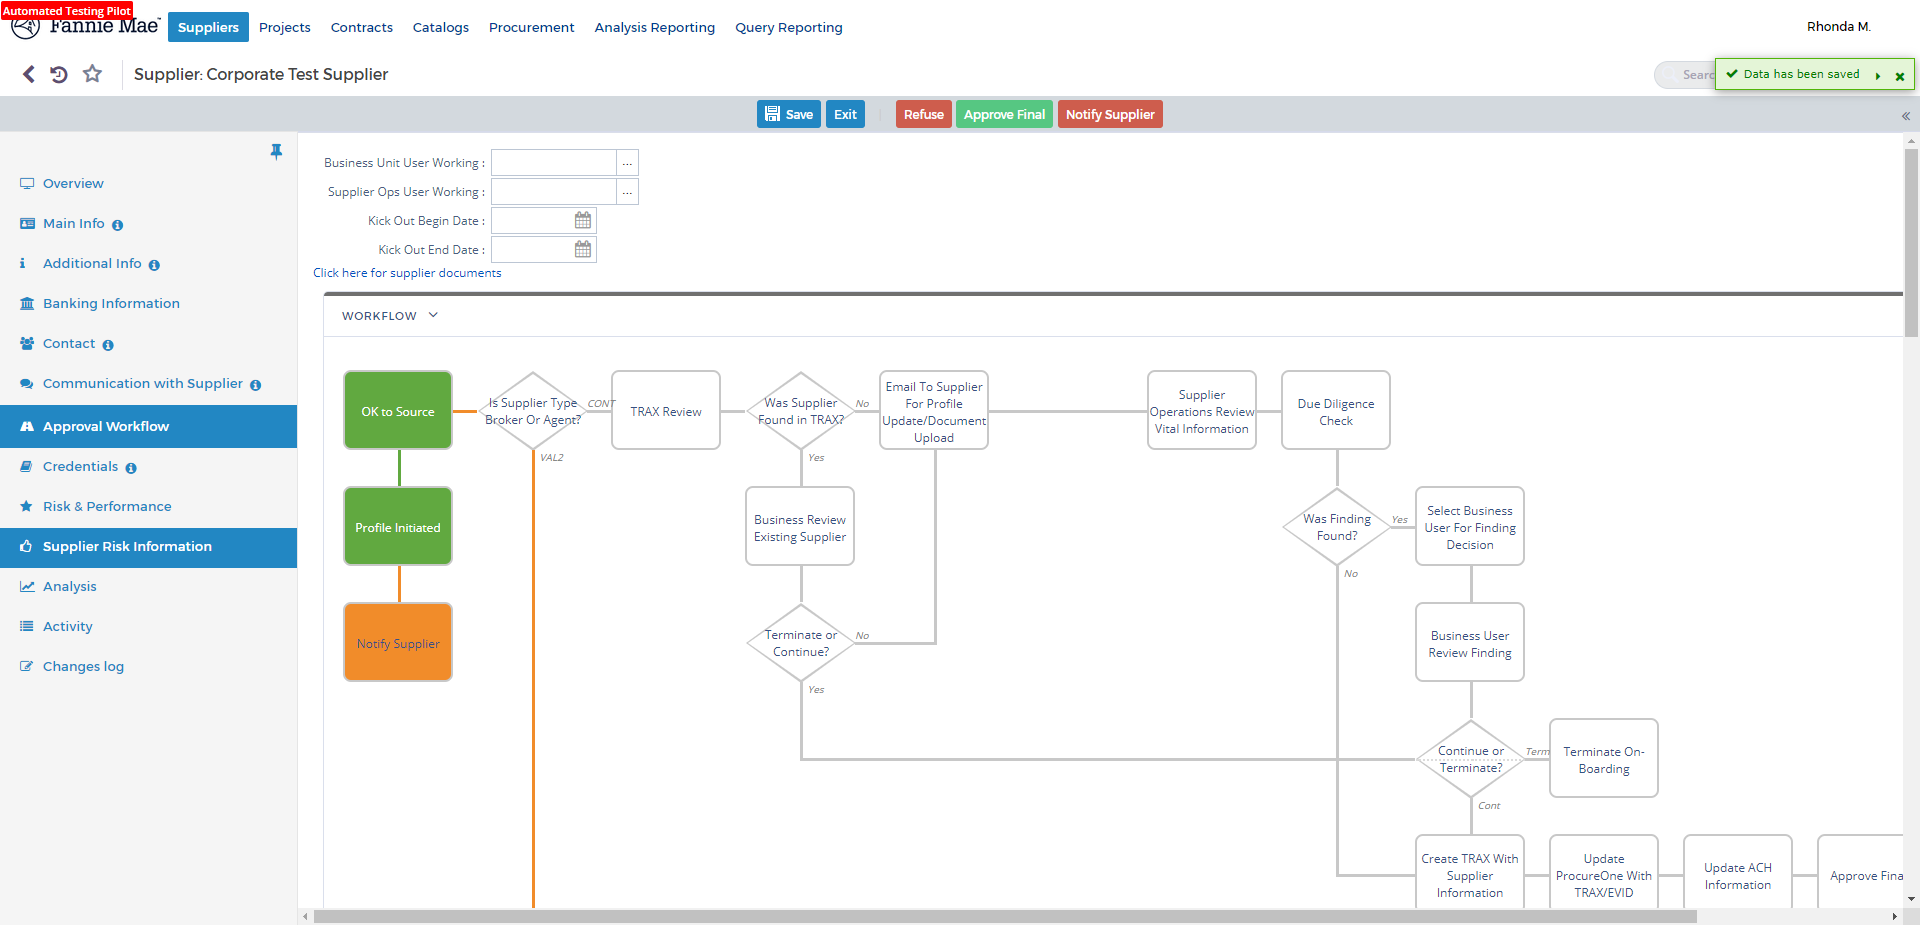 Automated Testing Pilot
Fannie Mae
Suppliers
Projects
Contracts
Catalogs
Procurement
Analysis Reporting
Query Reporting
Rhonda M.
Supplier: Corporate Test Supplier
Searc
Data has been saved
Save
Exit
Refuse
Approve Final
Notify Supplier
Overview
Main Info
Additional Info
Banking Information
Contact
Communication with Supplier
Approval Workflow
Credentials
Risk & Performance
Supplier Risk Information
Analysis
Activity
Changes log
Business Unit User Working :
...
Supplier Ops User Working :
...
Kick Out Begin Date :
Kick Out End Date :
Click here for supplier documents
WORKFLOW
OK to Source
Is Supplier Type
Broker Or Agent?
CONT
VAL2
TRAX Review
Was Supplier
Found in TRAX?
No
Yes
Email To Supplier
For Profile
Update/Document
Upload
Supplier
Operations Review
Vital Information
Due Diligence
Check
Profile Initiated
Business Review
Existing Supplier
Was Finding
Found?
Yes
No
Select Business
User For Finding
Decision
Notify Supplier
Terminate or
Continue?
No
Yes
Business User
Review Finding
Continue or
Terminate?
Term
Cont
Terminate On-
Boarding
Create TRAX With
Supplier
Information
Update
ProcureOne With
TRAX/EVID
Update ACH
Information
Approve Fina